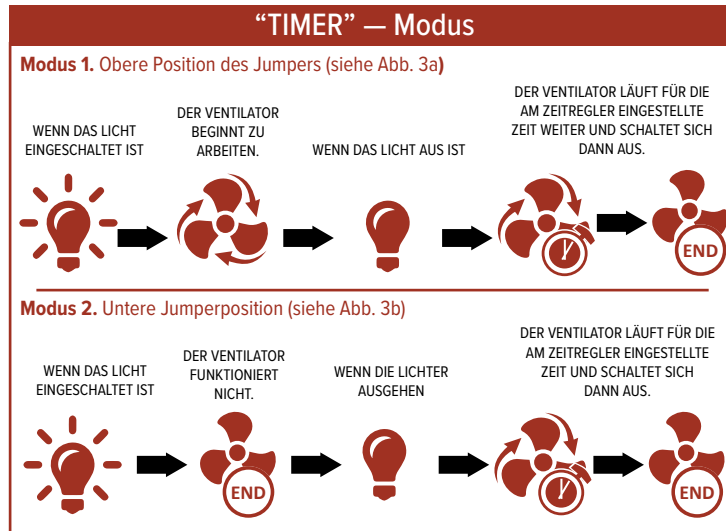 “TIMER” — Modus
Modus 1. Obere Position des Jumpers (siehe Abb. 3a)
WENN DAS LICHT
EINGESCHALTET IST
DER VENTILATOR
BEGINNT ZU
ARBEITEN.
WENN DAS LICHT AUS IST
DER VENTILATOR LÄUFT FÜR DIE
AM ZEITREGLER EINGESTELLTE
ZEIT WEITER UND SCHALTET SICH
DANN AUS.
END
Modus 2. Untere Jumperposition (siehe Abb. 3b)
WENN DAS LICHT
EINGESCHALTET IST
DER VENTILATOR
FUNKTIONIERT
NICHT.
END
WENN DIE LICHTER
AUSGEHEN
DER VENTILATOR LÄUFT FÜR DIE
AM ZEITREGLER EINGESTELLTE
ZEIT UND SCHALTET SICH
DANN AUS.
END